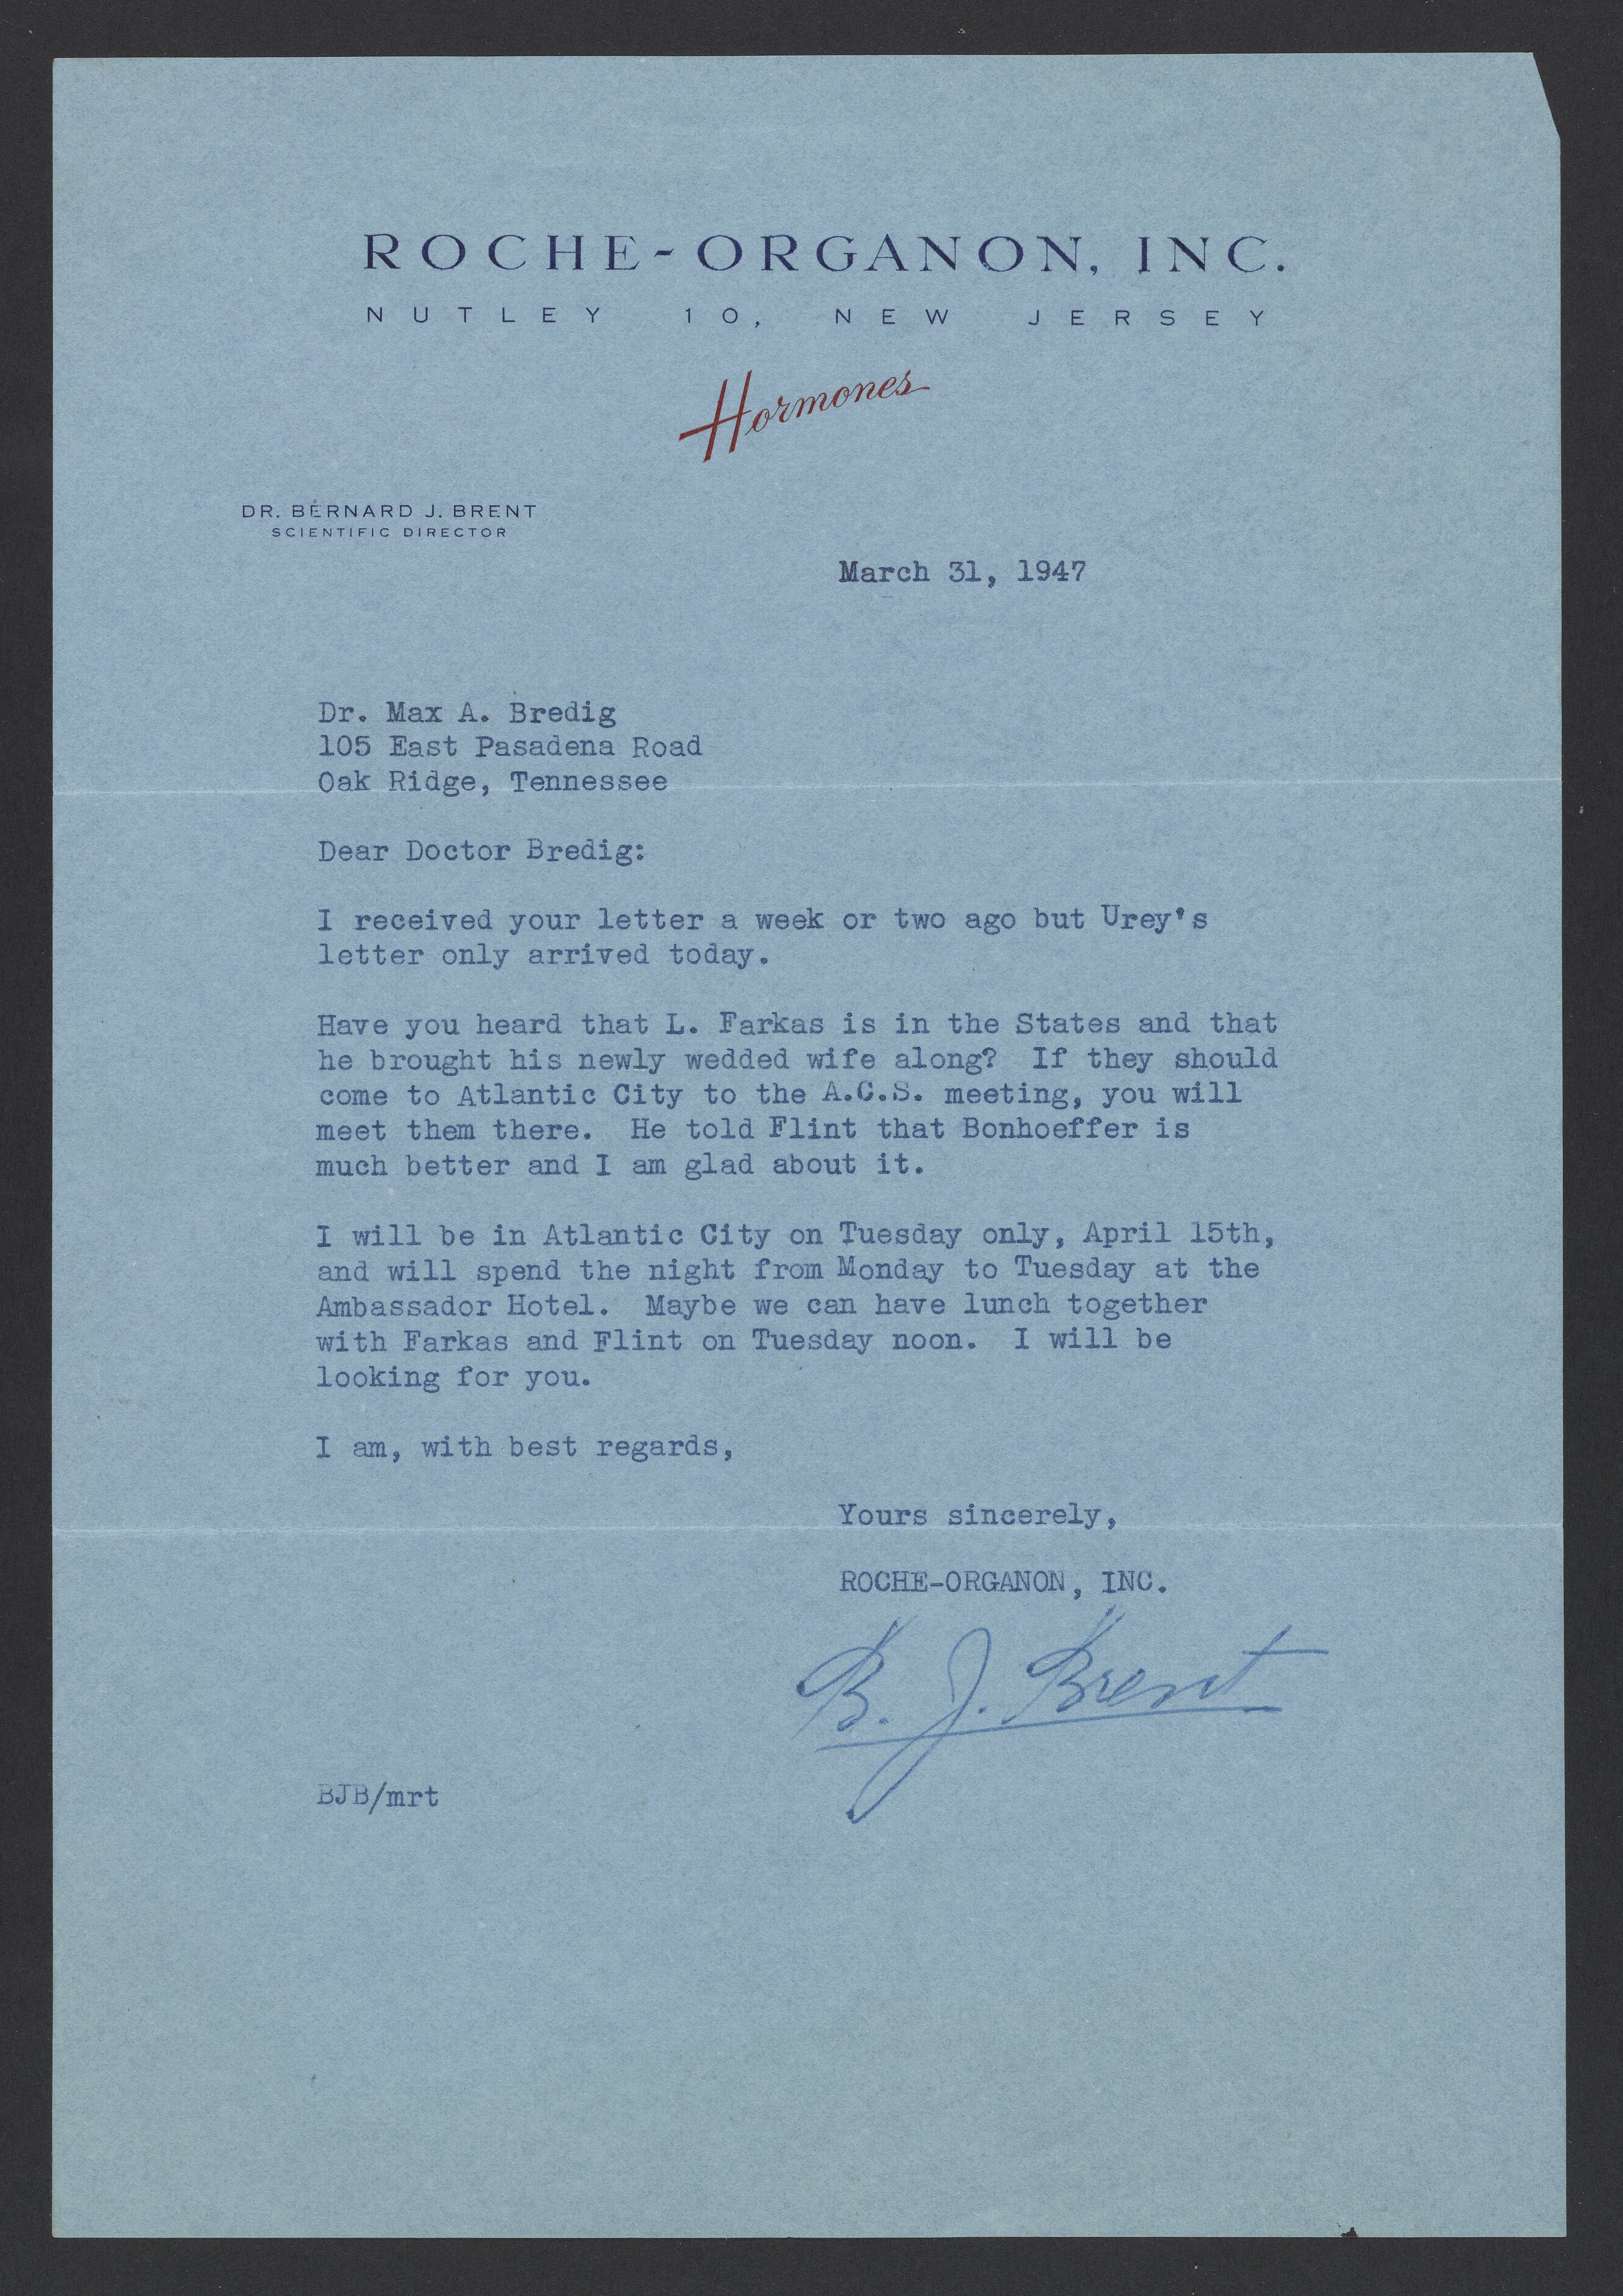 ROCHE-ORGANON, INC.
NUTLEY 10, NEW JERSEY
Hormones
DR. BERNARD J. BRENT
SCIENTIFIC DIRECTOR
March 31, 1947
Dr. Max A. Bredig
105 East Pasadena Road
Oak Ridge, Tennessee
Dear Doctor Bredig:
I received your letter a week or two ago but Urey's
letter only arrived today.
Have you heard that L. Farkas is in the States and that
he brought his newly wedded wife along? If they should
come to Atlantic City to the A.C.S. meeting, you will
meet them there. He told Flint that Bonhoeffer is
much better and I am glad about it.
I will be in Atlantic City on Tuesday only, April 15th,
and will spend the night from Monday to Tuesday at the
Ambassador Hotel. Maybe we can have lunch together
with Farkas and Flint on Tuesday noon. I will be
looking for you.
I am, with best regards,
Yours sincerely,
ROCHE-ORGANON, INC.
B. J. Brent
BJB/mrt